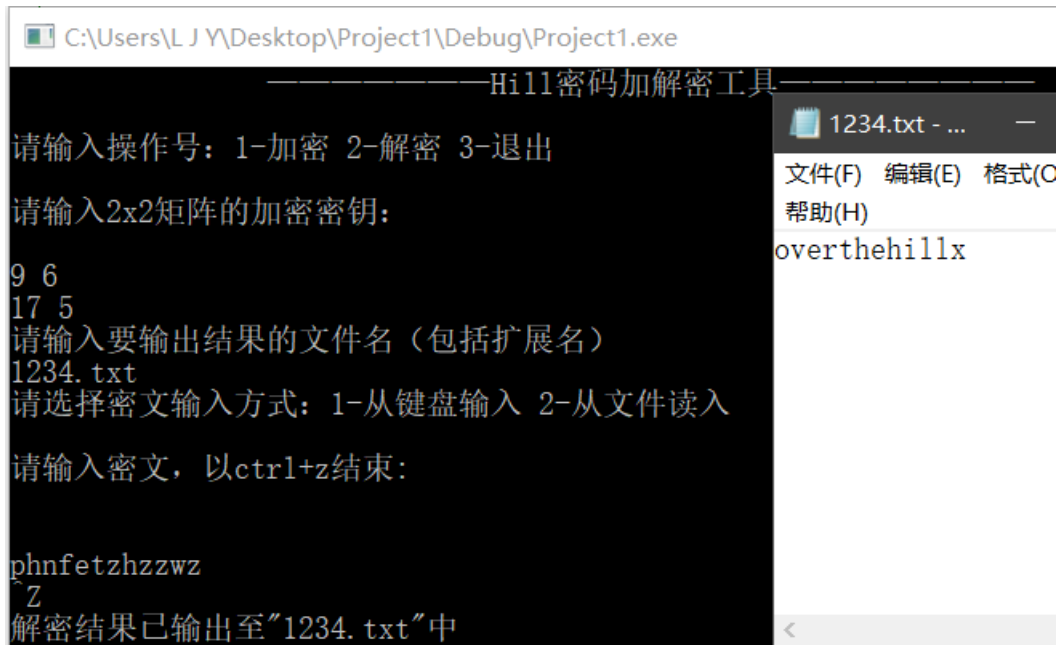 C:\Users\L J Y\Desktop\Project1\Debug\Project1.exe
———————Hill密码加解密工具————————
请输入操作号：1-加密 2-解密 3-退出
请输入2x2矩阵的加密密钥：
9 6
17 5
请输入要输出结果的文件名（包括扩展名）
1234.txt
请选择密文输入方式：1-从键盘输入 2-从文件读入
请输入密文，以ctrl+z结束:
phnfetzhzzwz
^Z
解密结果已输出至"1234.txt"中
1234.txt - ...
文件(F) 编辑(E) 格式(O
帮助(H)
overthehillx